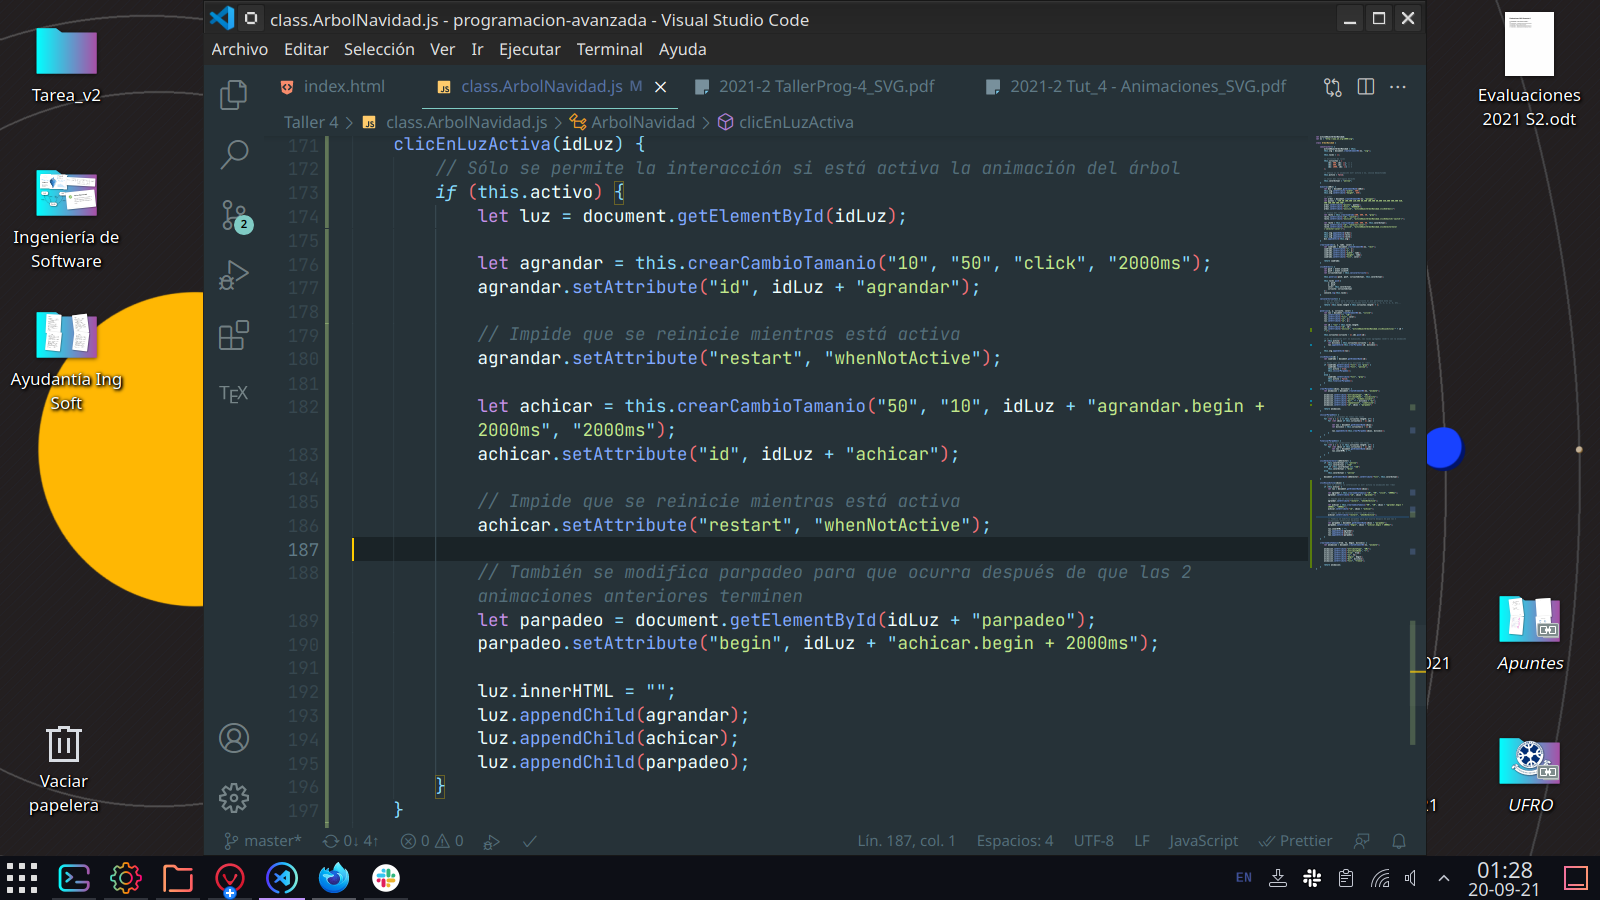 class.ArbolNavidad.js - programacion-avanzada - Visual Studio Code
Archivo Editar Selección Ver Ir Ejecutar Terminal Ayuda
index.html
class.ArbolNavidad.js M
2021-2 TallerProg-4_SVG.pdf
2021-2 Tut_4 - Animaciones_SVG.pdf
Taller 4 > class.ArbolNavidad.js > ArbolNavidad > clicEnLuzActiva
171 clicEnLuzActiva(idLuz) {
172 // Sólo se permite la interacción si está activa la animación del árbol
173 if (this.activo) {
174 let luz = document.getElementById(idLuz);
175
176 let agrandar = this.crearCambioTamanio("10", "50", "click", "2000ms");
177 agrandar.setAttribute("id", idLuz + "agrandar");
178
179 // Impide que se reinicie mientras está activa
180 agrandar.setAttribute("restart", "whenNotActive");
181
182 let achicar = this.crearCambioTamanio("50", "10", idLuz + "agrandar.begin +
2000ms", "2000ms");
183 achicar.setAttribute("id", idLuz + "achicar");
184
185 // Impide que se reinicie mientras está activa
186 achicar.setAttribute("restart", "whenNotActive");
187
188 // También se modifica parpadeo para que ocurra después de que las 2
animaciones anteriores terminen
189 let parpadeo = document.getElementById(idLuz + "parpadeo");
190 parpadeo.setAttribute("begin", idLuz + "achicar.begin + 2000ms");
191
192 luz.innerHTML = "";
193 luz.appendChild(agrandar);
194 luz.appendChild(achicar);
195 luz.appendChild(parpadeo);
196 }
197 }
2
TEX
master* 0↓ 4↑ 0 0
Lín. 187, col. 1 Espacios: 4 UTF-8 LF JavaScript Prettier
Tarea_v2
Ingeniería de
Software
Ayudantía Ing
Soft
Vaciar
papelera
Evaluaciones
2021 S2.odt
021
Apuntes
1
UFRO
EN
01:28
20-09-21